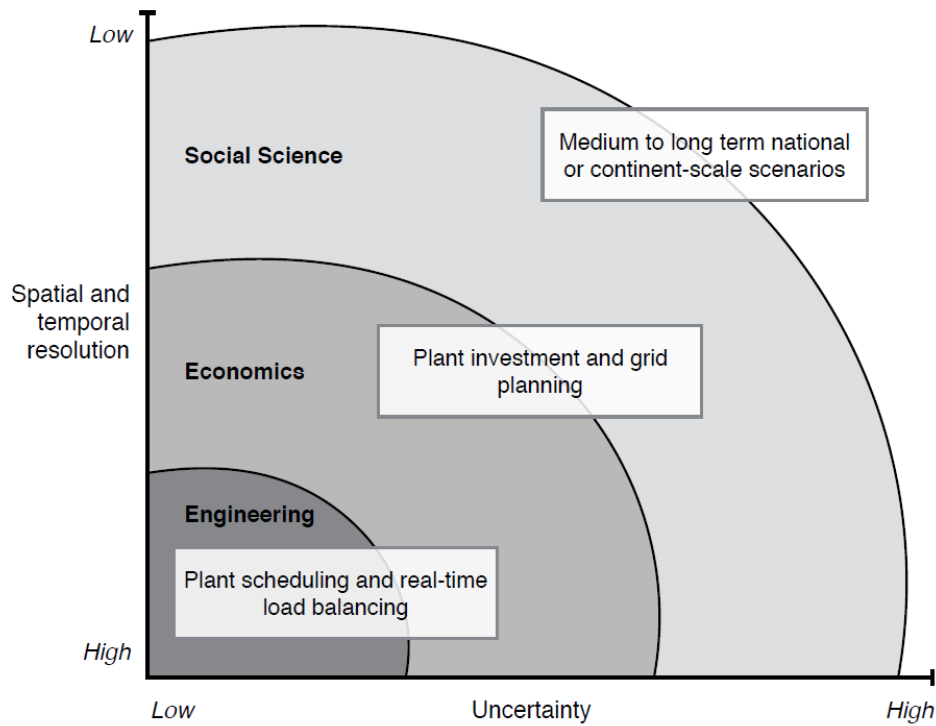 Low
Social Science
Medium to long term national
or continent-scale scenarios
Spatial and
temporal
resolution
Economics
Plant investment and grid
planning
Engineering
Plant scheduling and real-time
load balancing
High
Low
Uncertainty
High